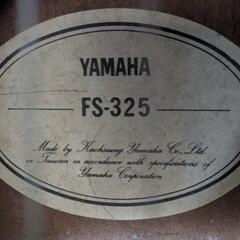 YAMAHA
FS-325
Made by Kaohsiung Yamaha Co., Ltd.
in Taiwan in accordance with specifications of
Yamaha Corporation